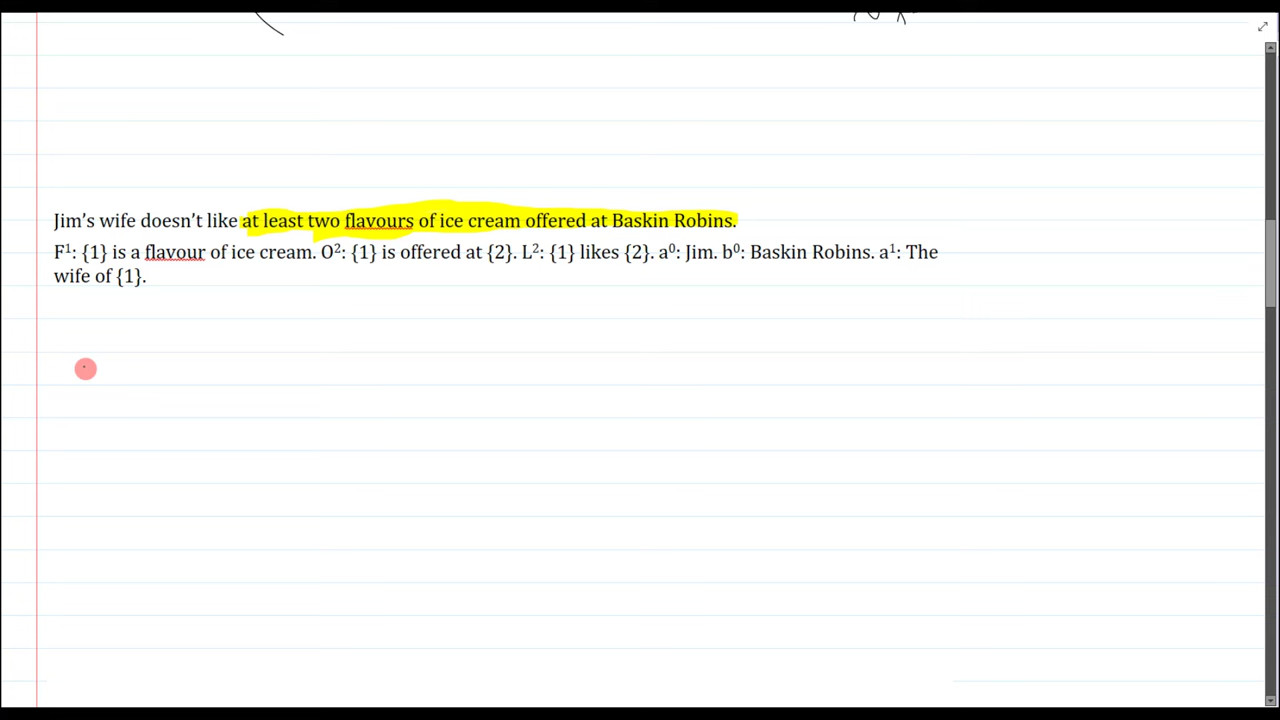 Jim’s wife doesn’t like at least two flavours of ice cream offered at Baskin Robins.
F¹: {1} is a flavour of ice cream. O²: {1} is offered at {2}. L²: {1} likes {2}. a⁰: Jim. b⁰: Baskin Robins. a¹: The
wife of {1}.